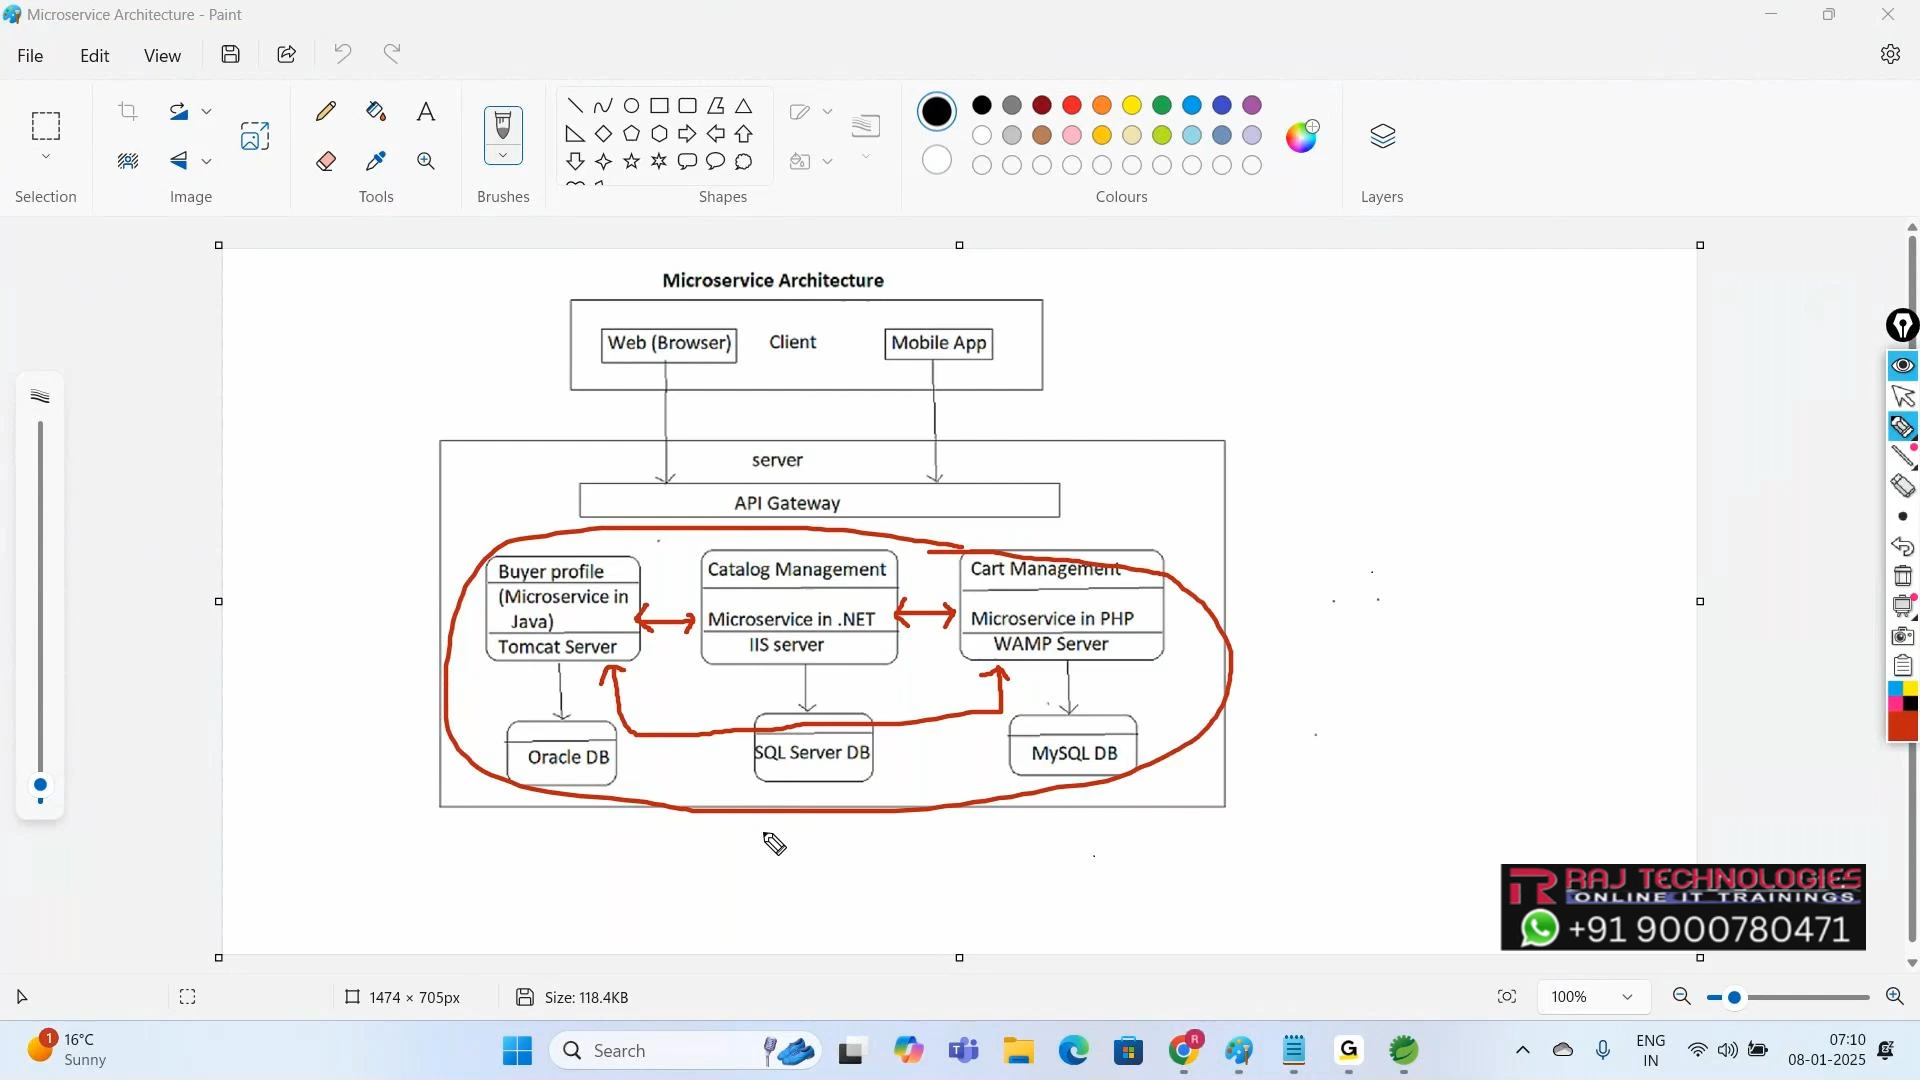 Microservice Architecture - Paint
File Edit View
Selection Image Tools Brushes Shapes Colours Layers
Microservice Architecture
Web (Browser) Client Mobile App
server
API Gateway
Buyer profile
(Microservice in
Java)
Tomcat Server
Catalog Management
Microservice in .NET
IIS server
Cart Management
Microservice in PHP
WAMP Server
Oracle DB
SQL Server DB
MySQL DB
RAJ TECHNOLOGIES
ONLINE IT TRAININGS
+91 9000780471
1474 × 705px Size: 118.4KB 100%
1
16°C
Sunny
Search
R
G
ENG
IN
07:10
08-01-2025